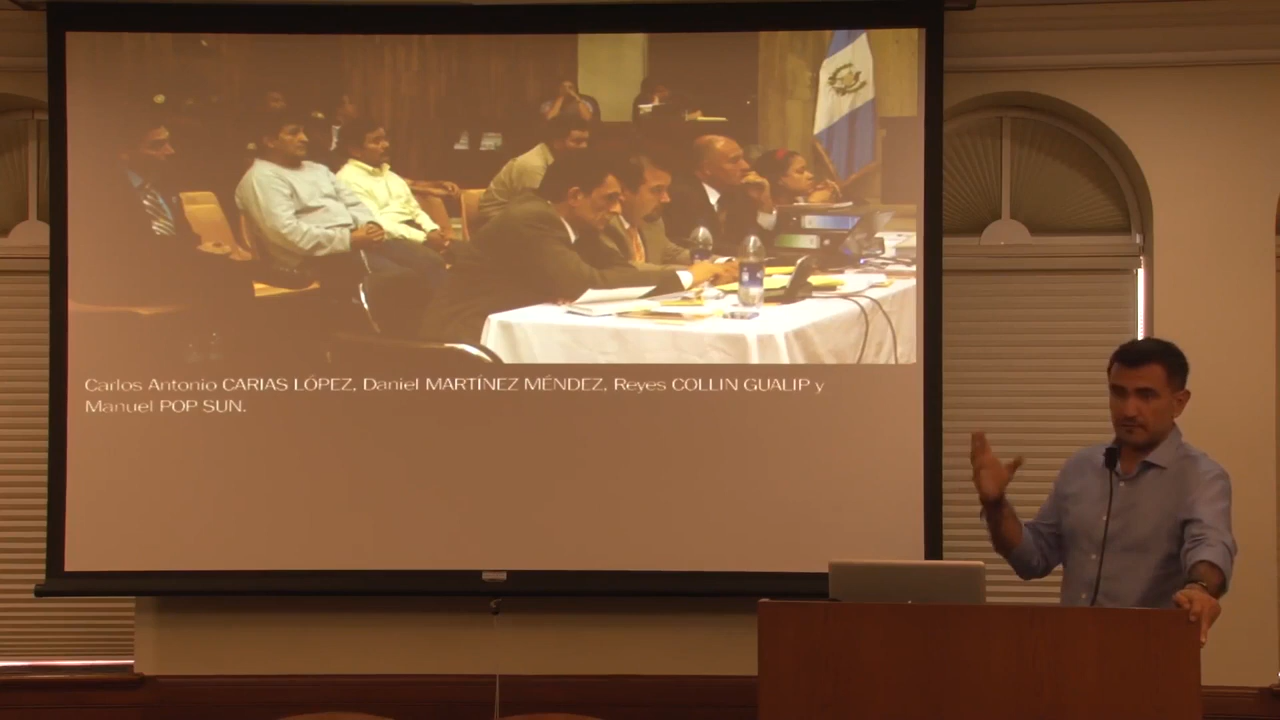 Carlos Antonio CARIAS LÓPEZ, Daniel MARTÍNEZ MÉNDEZ, Reyes COLLIN GUALIP y
Manuel POP SUN.